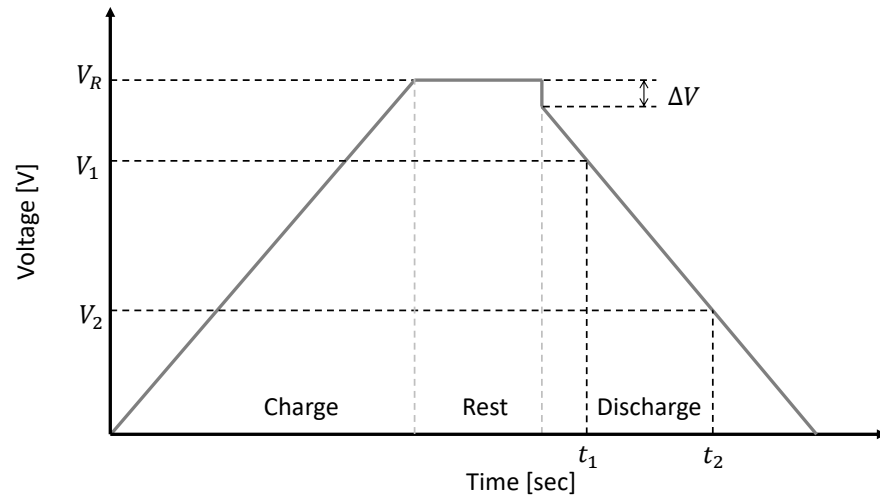 V_R
ΔV
V_1
Voltage [V]
V_2
Charge
Rest
Discharge
t_1
t_2
Time [sec]